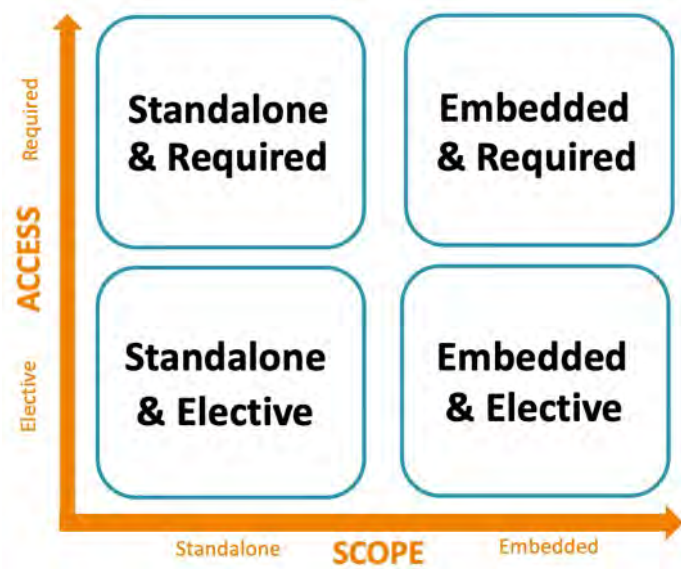 Required
ACCESS
Elective
Standalone
& Required
Embedded
& Required
Standalone
& Elective
Embedded
& Elective
Standalone
SCOPE
Embedded